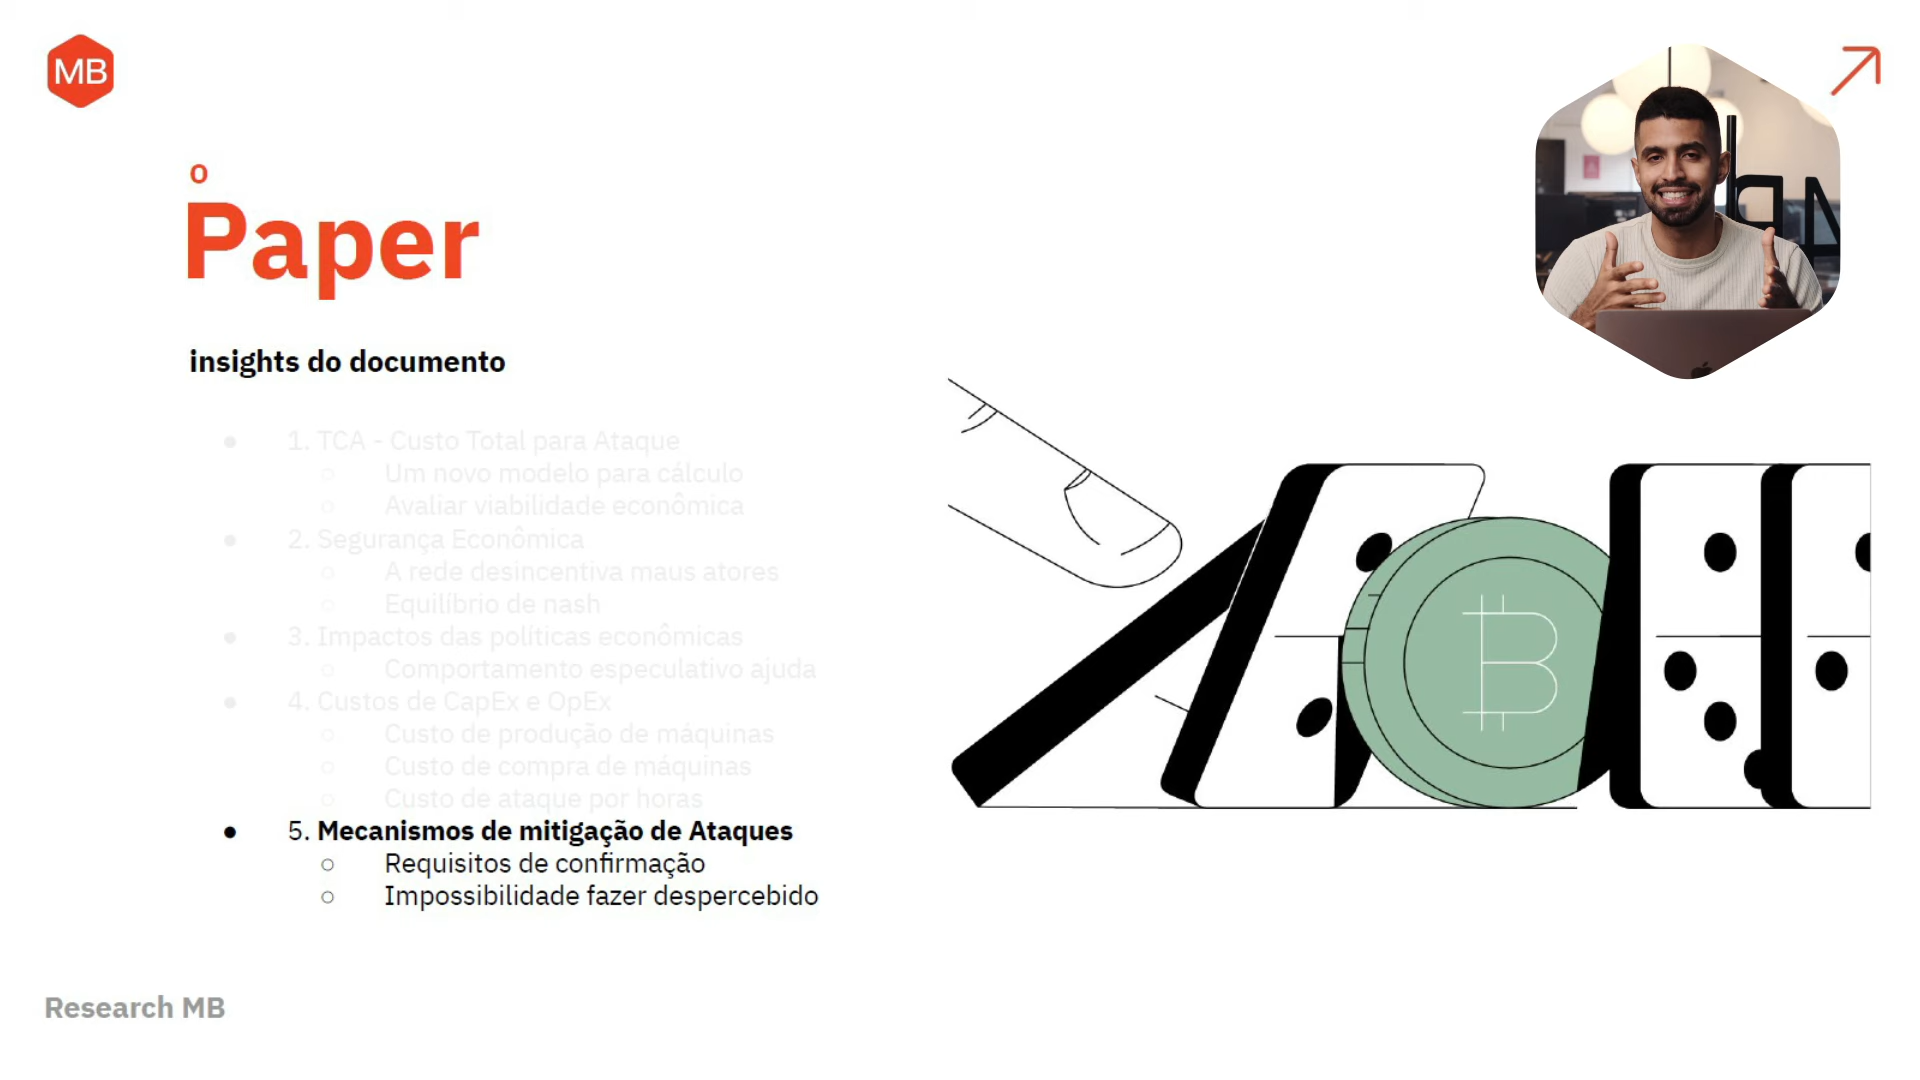 MB
o
Paper
insights do documento
● 1. TCA - Custo Total para Ataque
○ Um novo modelo para cálculo
○ Avaliar viabilidade econômica
● 2. Segurança Econômica
○ A rede desincentiva maus atores
○ Equilíbrio de nash
● 3. Impactos das políticas econômicas
○ Comportamento especulativo ajuda
● 4. Custos de CapEx e OpEx
○ Custo de produção de máquinas
○ Custo de compra de máquinas
○ Custo de ataque por horas
● 5. Mecanismos de mitigação de Ataques
○ Requisitos de confirmação
○ Impossibilidade fazer despercebido
Research MB